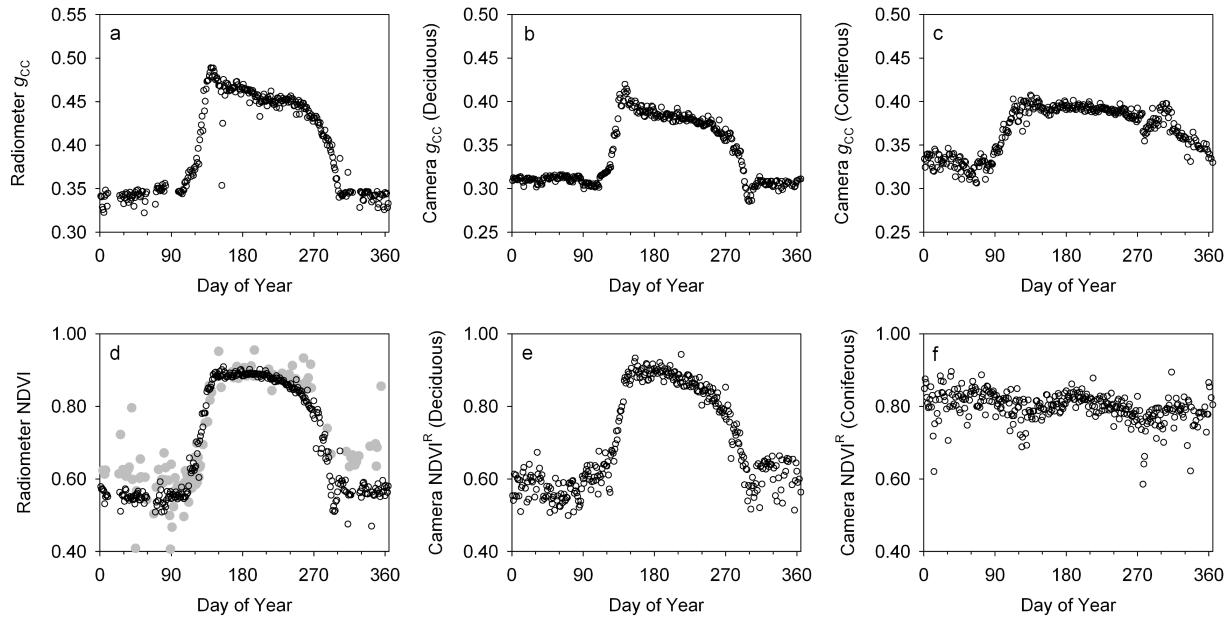 a
0.55
0.50
0.45
0.40
0.35
0.30
Radiometer gCC
0 90 180 270 360
Day of Year
b
0.50
0.45
0.40
0.35
0.30
0.25
Camera gCC (Deciduous)
0 90 180 270 360
Day of Year
c
0.50
0.45
0.40
0.35
0.30
0.25
Camera gCC (Coniferous)
0 90 180 270 360
Day of Year
d
1.00
0.80
0.60
0.40
Radiometer NDVI
0 90 180 270 360
Day of Year
e
1.00
0.80
0.60
0.40
Camera NDVI^R (Deciduous)
0 90 180 270 360
Day of Year
f
1.00
0.80
0.60
0.40
Camera NDVI^R (Coniferous)
0 90 180 270 360
Day of Year